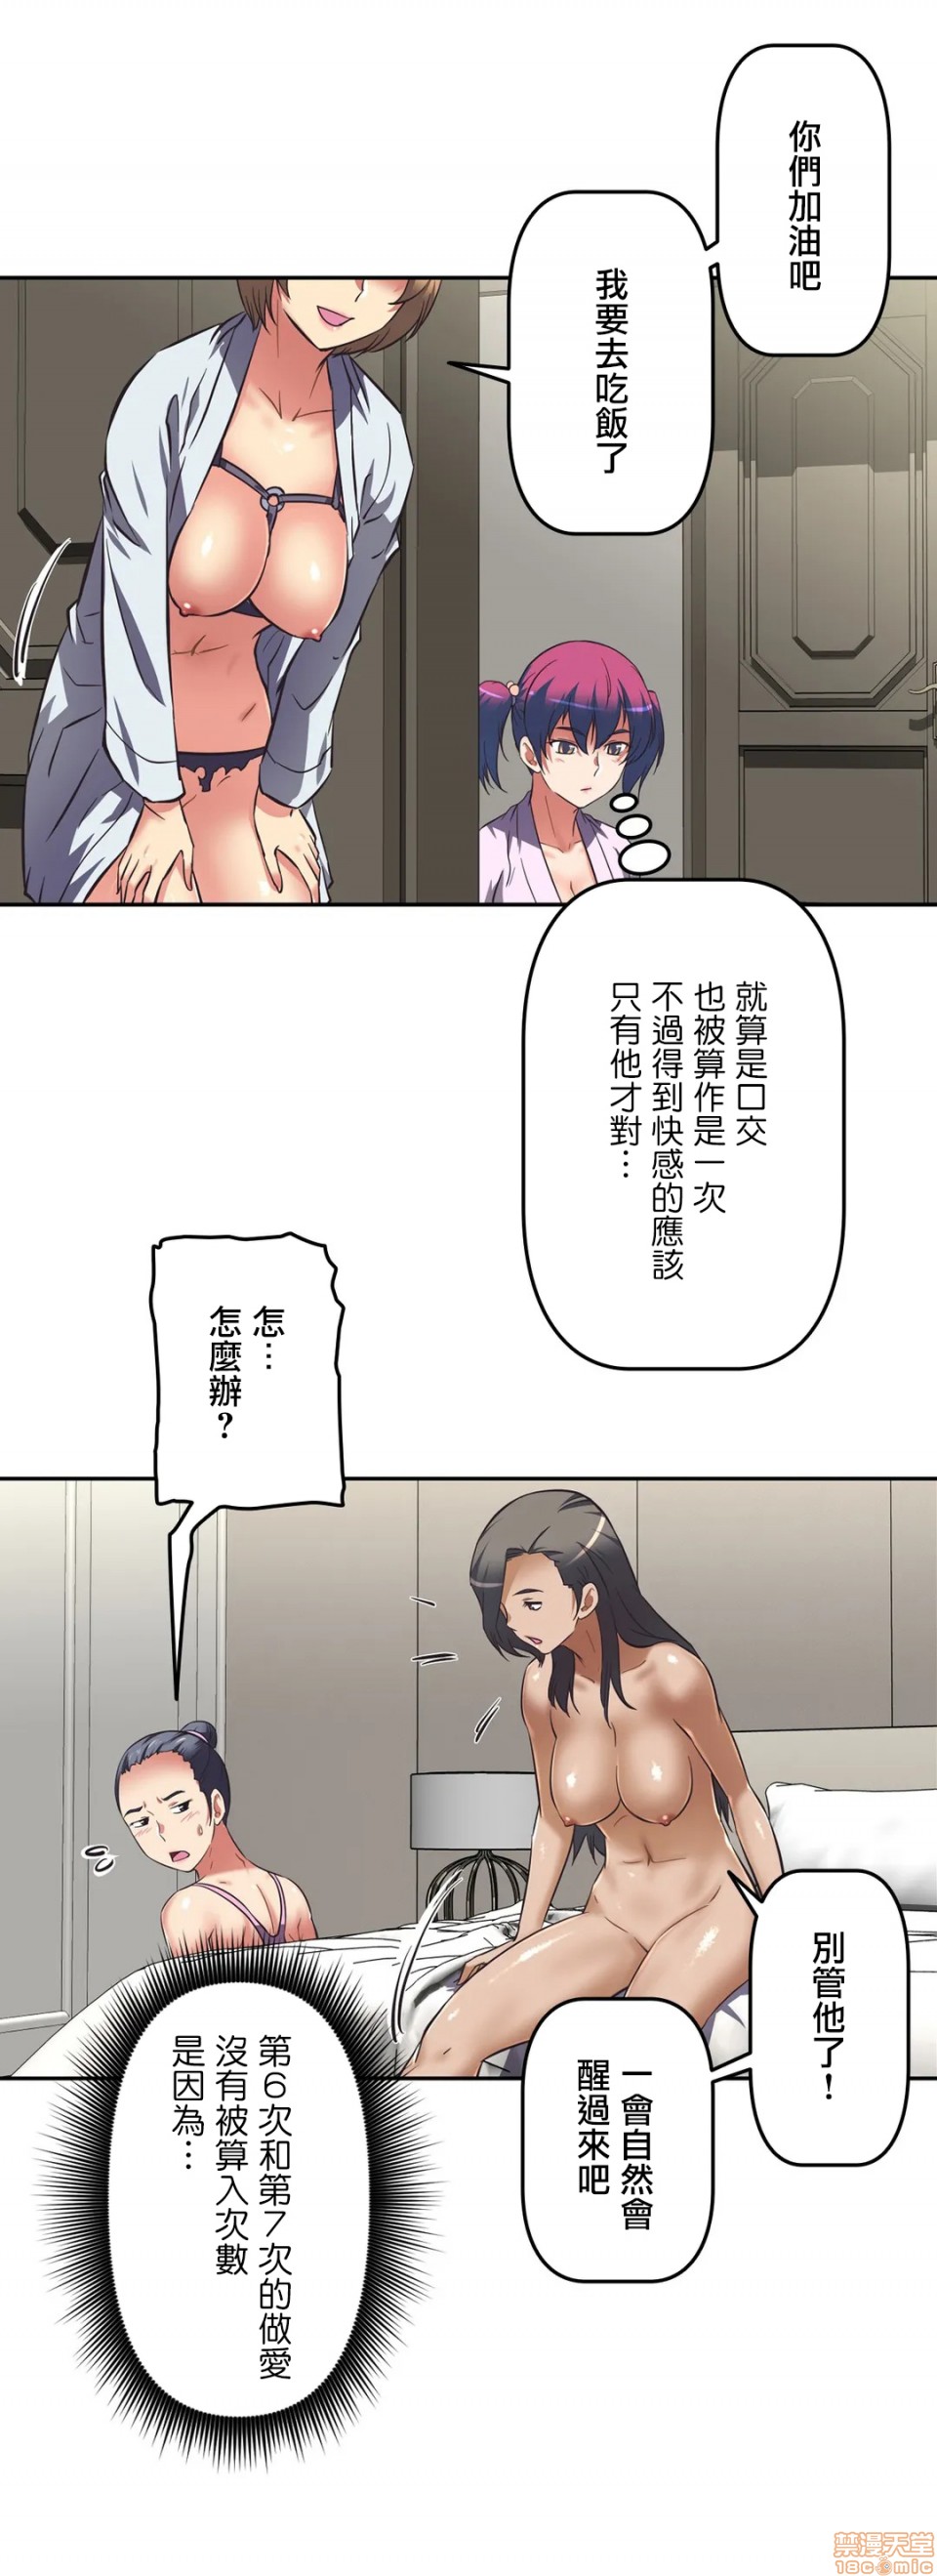 你們加油吧
我要去吃飯了
就算是口交
也被算作是一次
不過得到快感的應該
只有他才對…
怎…
怎麼辦?
別管他了!
一會自然會
醒過來吧
第6次和第7次的做愛
沒有被算入次數
是因為…
禁漫天堂
18comic